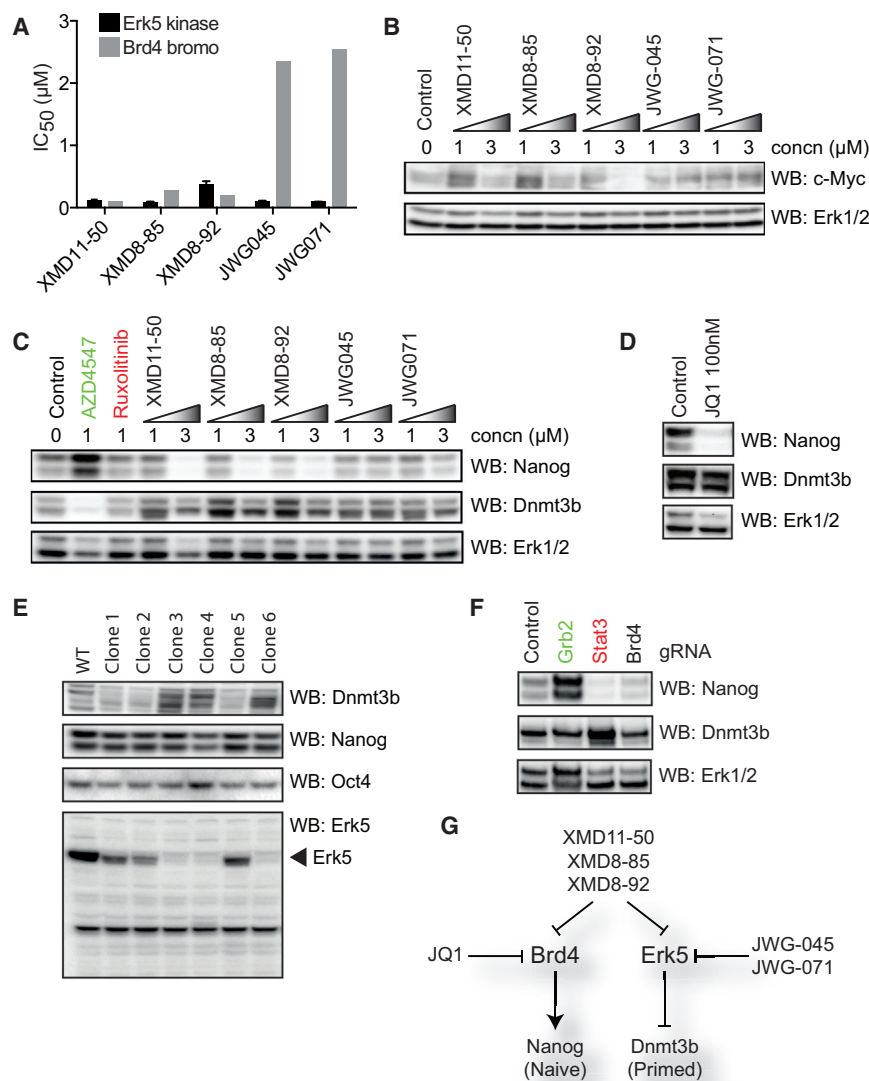 A
3
2
1
0
IC50 (µM)
Erk5 kinase
Brd4 bromo
XMD11-50
XMD8-85
XMD8-92
JWG045
JWG071
B
Control
XMD11-50
XMD8-85
XMD8-92
JWG-045
JWG-071
0 1 3 1 3 1 3 1 3 1 3 concn (µM)
WB: c-Myc
WB: Erk1/2
C
Control
AZD4547
Ruxolitinib
XMD11-50
XMD8-85
XMD8-92
JWG045
JWG071
0 1 1 1 3 1 3 1 3 1 3 1 3 concn (µM)
WB: Nanog
WB: Dnmt3b
WB: Erk1/2
D
Control
JQ1 100nM
WB: Nanog
WB: Dnmt3b
WB: Erk1/2
E
WT
Clone 1
Clone 2
Clone 3
Clone 4
Clone 5
Clone 6
WB: Dnmt3b
WB: Nanog
WB: Oct4
WB: Erk5
Erk5
F
Control
Grb2
Stat3
Brd4
gRNA
WB: Nanog
WB: Dnmt3b
WB: Erk1/2
G
XMD11-50
XMD8-85
XMD8-92
JQ1
Brd4
Erk5
JWG-045
JWG-071
Nanog
(Naive)
Dnmt3b
(Primed)